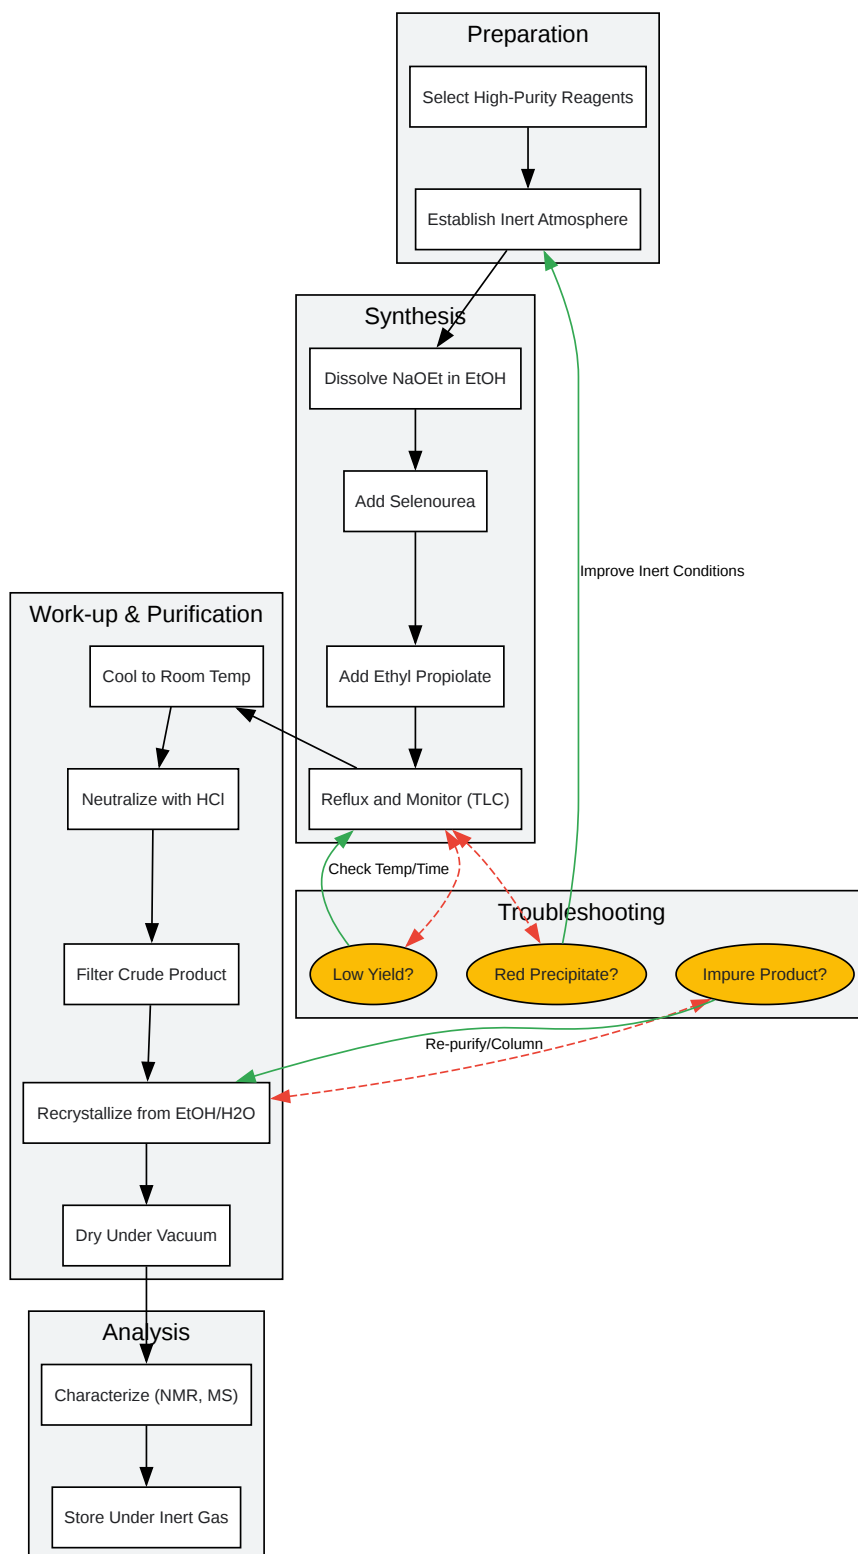 Preparation
Select High-Purity Reagents
Establish Inert Atmosphere
Synthesis
Dissolve NaOEt in EtOH
Add Selenourea
Improve Inert Conditions
Work-up & Purification
Cool to Room Temp
Add Ethyl Propiolate
Neutralize with HCl
Reflux and Monitor (TLC)
Check Temp/Time
Troubleshooting
Filter Crude Product
Low Yield?
Red Precipitate?
Impure Product?
Re-purify/Column
Recrystallize from EtOH/H2O
Dry Under Vacuum
Analysis
Characterize (NMR, MS)
Store Under Inert Gas